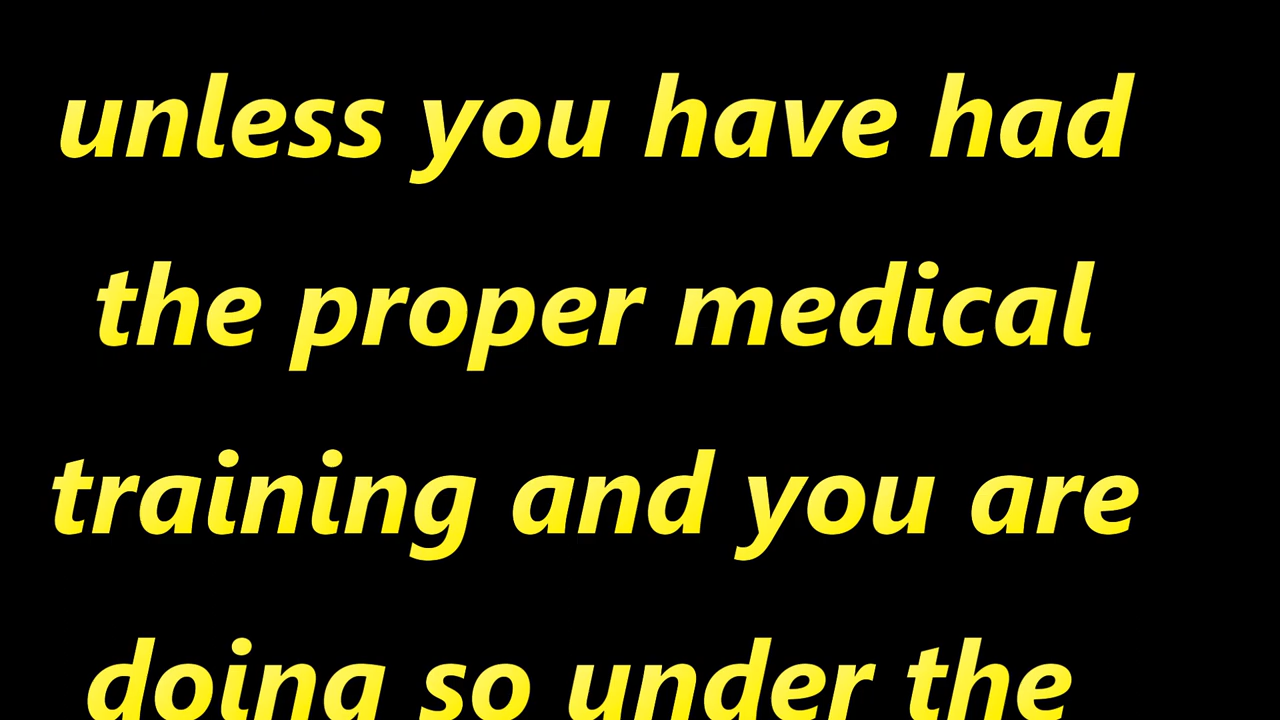 unless you have had
the proper medical
training and you are
doing so under the